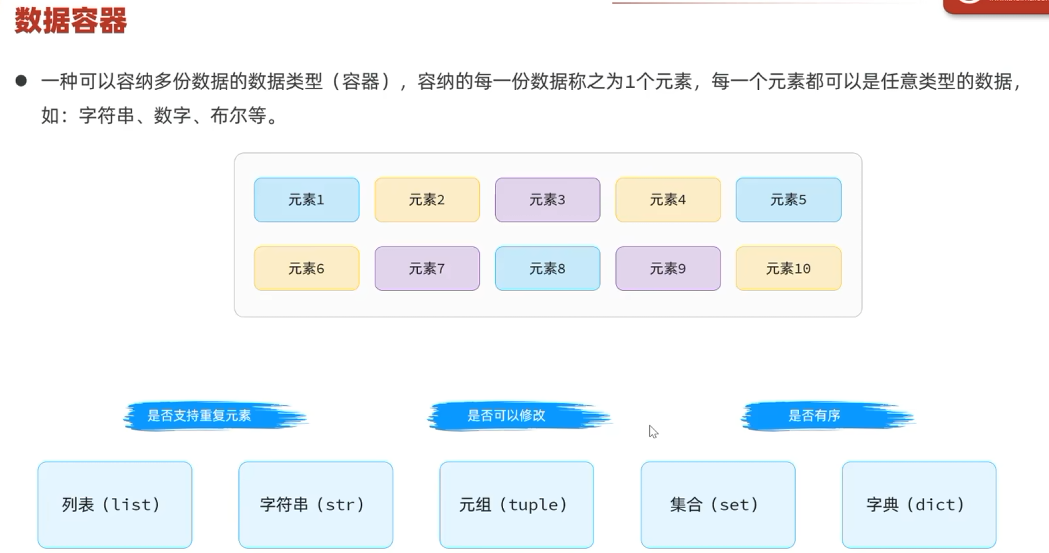 数据容器
一种可以容纳多份数据的数据类型（容器），容纳的每一份数据称之为1个元素，每一个元素都可以是任意类型的数据，
如：字符串、数字、布尔等。
元素1 元素2 元素3 元素4 元素5
元素6 元素7 元素8 元素9 元素10
是否支持重复元素 是否可以修改 是否有序
列表（list） 字符串（str） 元组（tuple） 集合（set） 字典（dict）